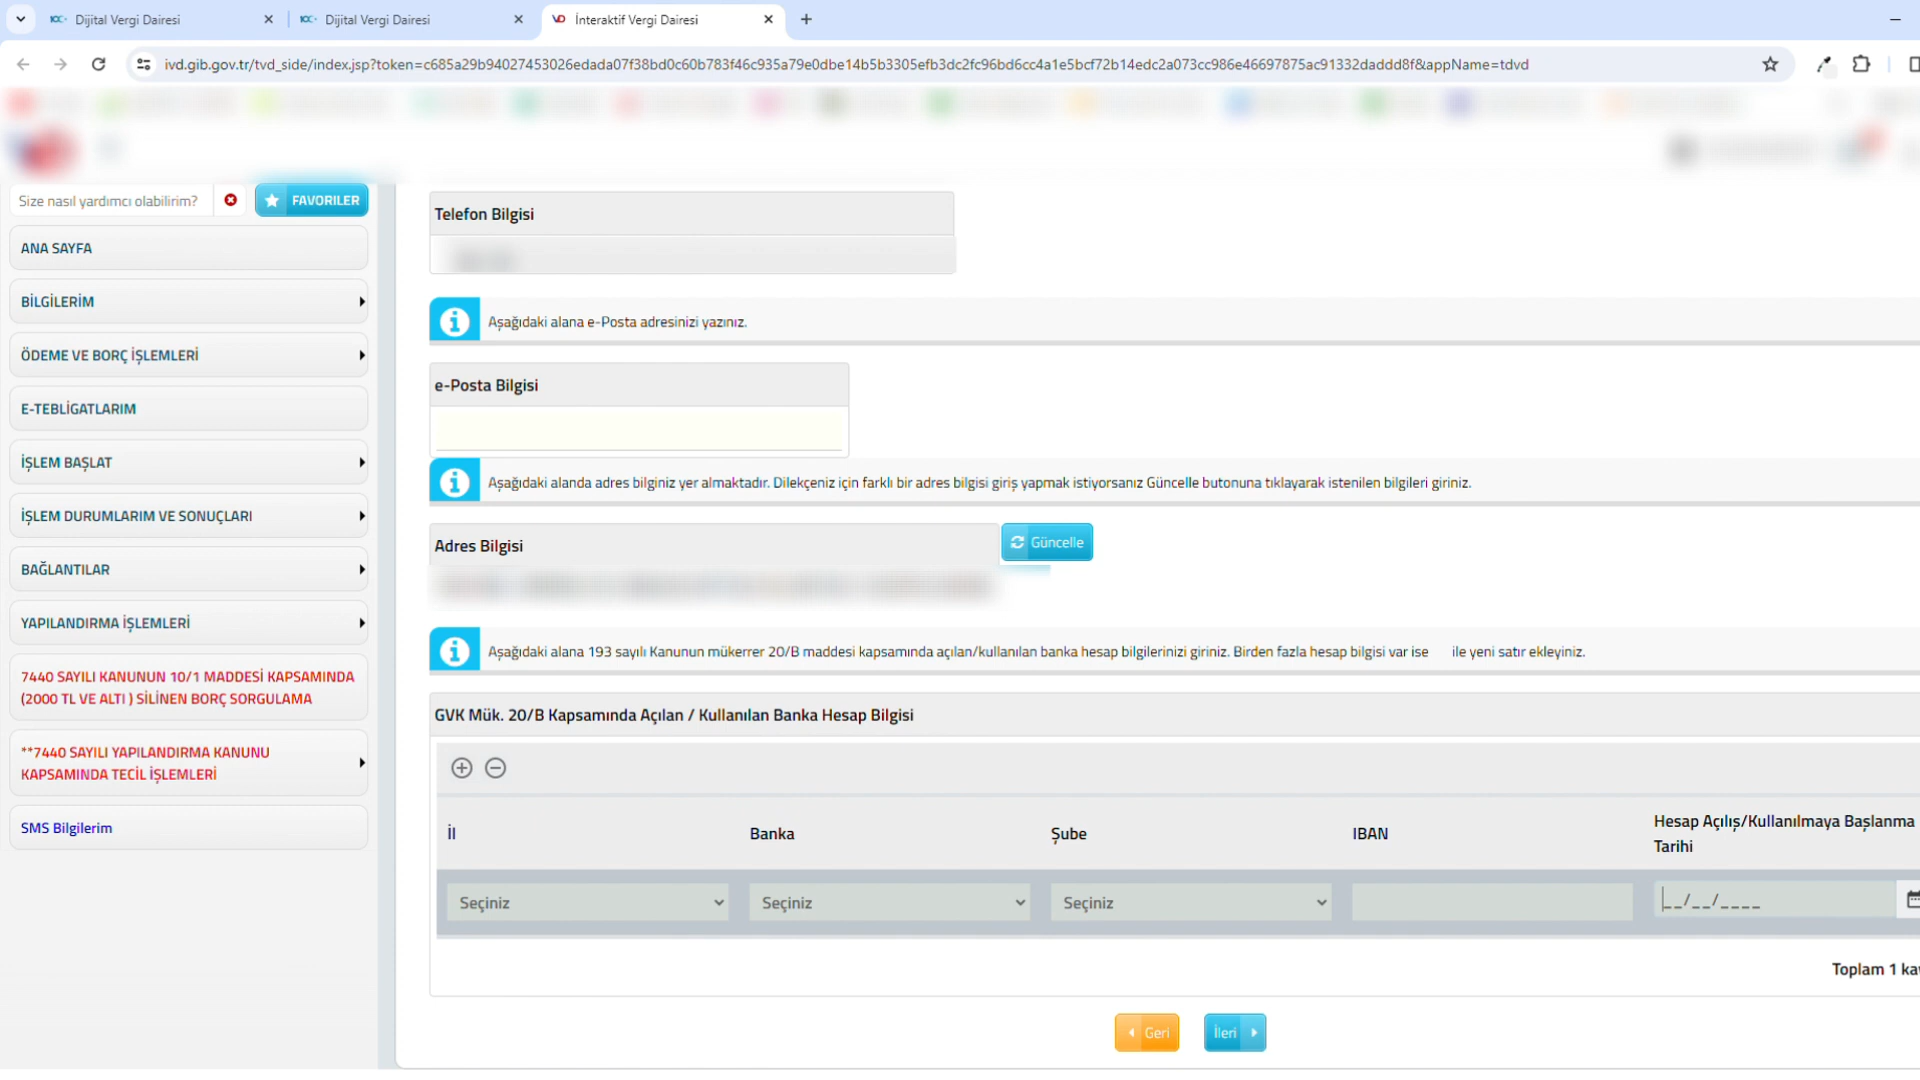 Dijital Vergi Dairesi
Dijital Vergi Dairesi
İnteraktif Vergi Dairesi
ivd.gib.gov.tr/tvd_side/index.jsp?token=c685a29b94027453026edada07f38bd0c60b783f46c935a79e0dbe14b5b3305efb3dc2fc96bd6cc4a1e5bcf72b14edc2a073cc986e46697875ac91332daddd8f&appName=tdvd
Size nasıl yardımcı olabilirim?
FAVORİLER
ANA SAYFA
BİLGİLERİM
ÖDEME VE BORÇ İŞLEMLERİ
E-TEBLİGATLARIM
İŞLEM BAŞLAT
İŞLEM DURUMLARIM VE SONUÇLARI
BAĞLANTILAR
YAPILANDIRMA İŞLEMLERİ
7440 SAYILI KANUNUN 10/1 MADDESİ KAPSAMINDA
(2000 TL VE ALTI ) SİLİNEN BORÇ SORGULAMA
**7440 SAYILI YAPILANDIRMA KANUNU
KAPSAMINDA TECİL İŞLEMLERİ
SMS Bilgilerim
Telefon Bilgisi
Aşağıdaki alana e-Posta adresinizi yazınız.
e-Posta Bilgisi
Aşağıdaki alanda adres bilginiz yer almaktadır. Dilekçeniz için farklı bir adres bilgisi giriş yapmak istiyorsanız Güncelle butonuna tıklayarak istenilen bilgileri giriniz.
Adres Bilgisi
Güncelle
Aşağıdaki alana 193 sayılı Kanunun mükerrer 20/B maddesi kapsamında açılan/kullanılan banka hesap bilgilerinizi giriniz. Birden fazla hesap bilgisi var ise ile yeni satır ekleyiniz.
GVK Mük. 20/B Kapsamında Açılan / Kullanılan Banka Hesap Bilgisi
İl
Banka
Şube
IBAN
Hesap Açılış/Kullanılmaya Başlanma
Tarihi
Seçiniz
Seçiniz
Seçiniz
__/__/____
Toplam 1
Geri
İleri